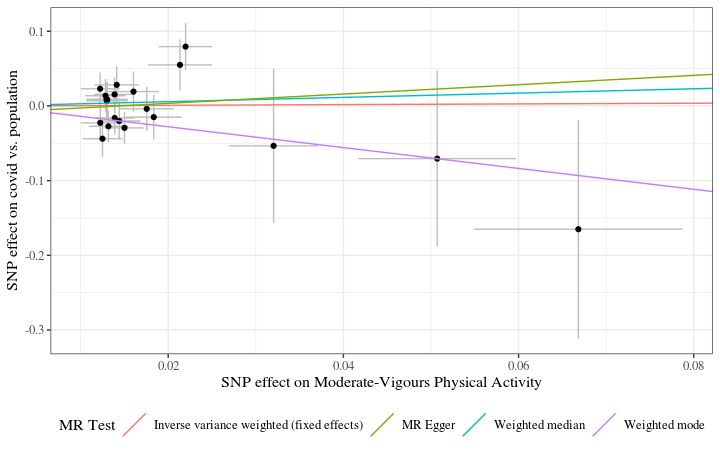 SNP effect on covid vs. population
0.1
0.0
-0.1
-0.2
-0.3
0.02
0.04
0.06
0.08
SNP effect on Moderate-Vigours Physical Activity
MR Test
Inverse variance weighted (fixed effects)
MR Egger
Weighted median
Weighted mode